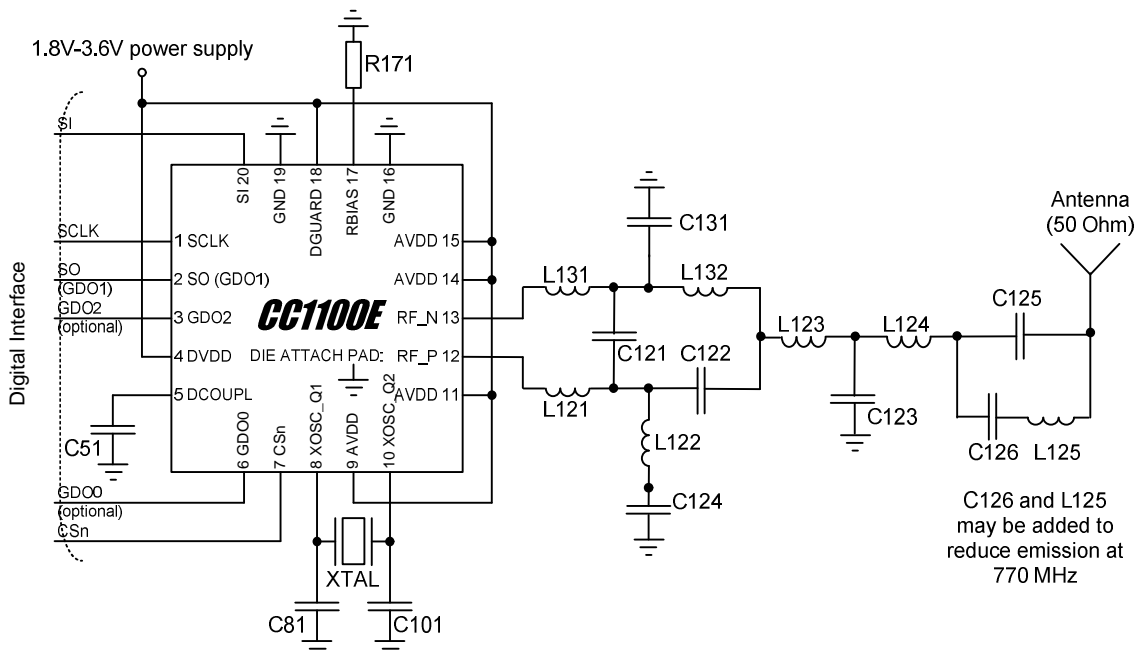 1.8V-3.6V power supply
R171
SI
SI 20
GND 19
DGUARD 18
RBIAS 17
GND 16
Antenna
(50 Ohm)
C131
SCLK
1 SCLK
AVDD 15
SO
(GDO1)
2 SO (GDO1)
AVDD 14
L131
L132
C125
GDO2
(optional)
3 GDO2
CC1100E
RF_N 13
L123
L124
C121
C122
4 DVDD
DIE ATTACH PAD:
RF_P 12
Digital Interface
5 DCOUPL
AVDD 11
L121
C123
C51
6 GDO0
7 CSn
8 XOSC_Q1
9 AVDD
10 XOSC_Q2
L122
C126
L125
GDO0
(optional)
C124
CSn
C126 and L125
may be added to
reduce emission at
770 MHz
XTAL
C81
C101